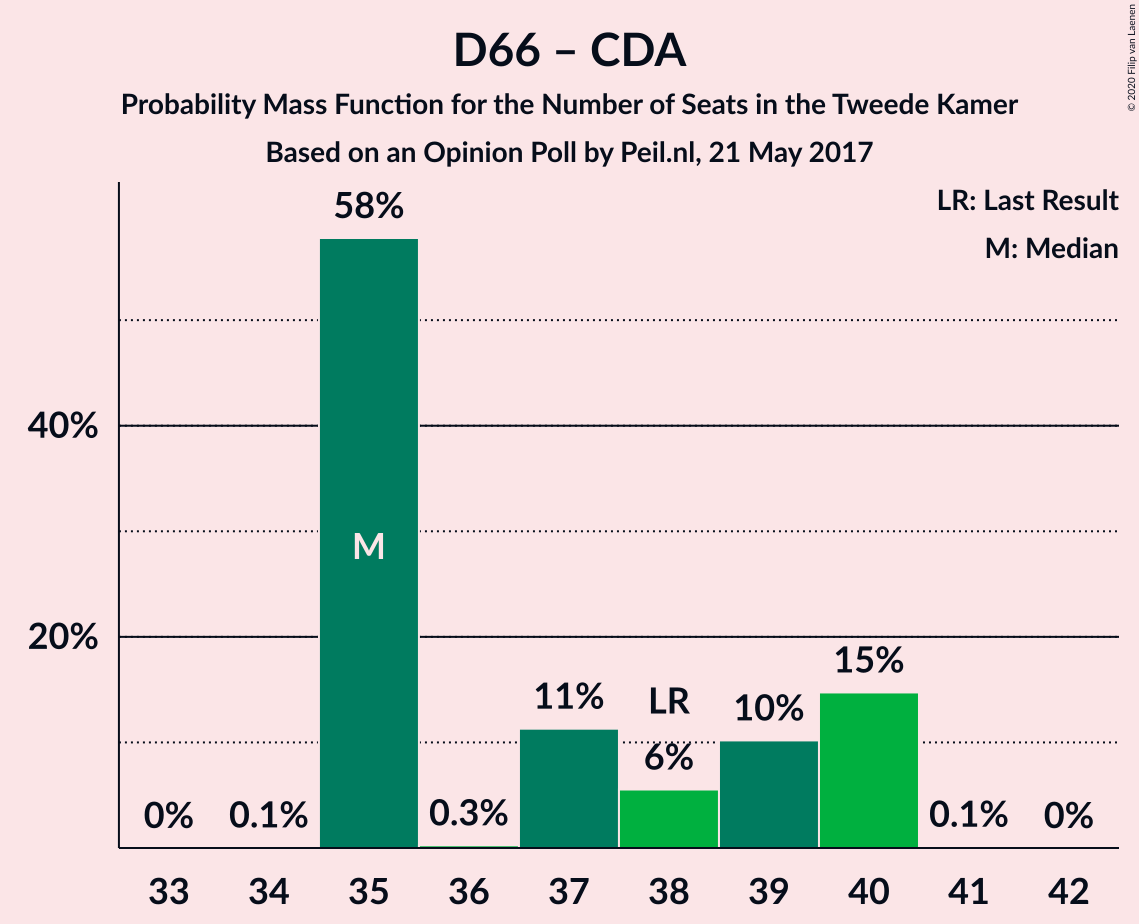 D66 – CDA
Probability Mass Function for the Number of Seats in the Tweede Kamer
Based on an Opinion Poll by Peil.nl, 21 May 2017
© 2020 Filip van Laenen
LR: Last Result
M: Median
40%
20%
0%
0.1%
58%
M
0.3%
11%
LR
6%
10%
15%
0.1%
0%
33 34 35 36 37 38 39 40 41 42